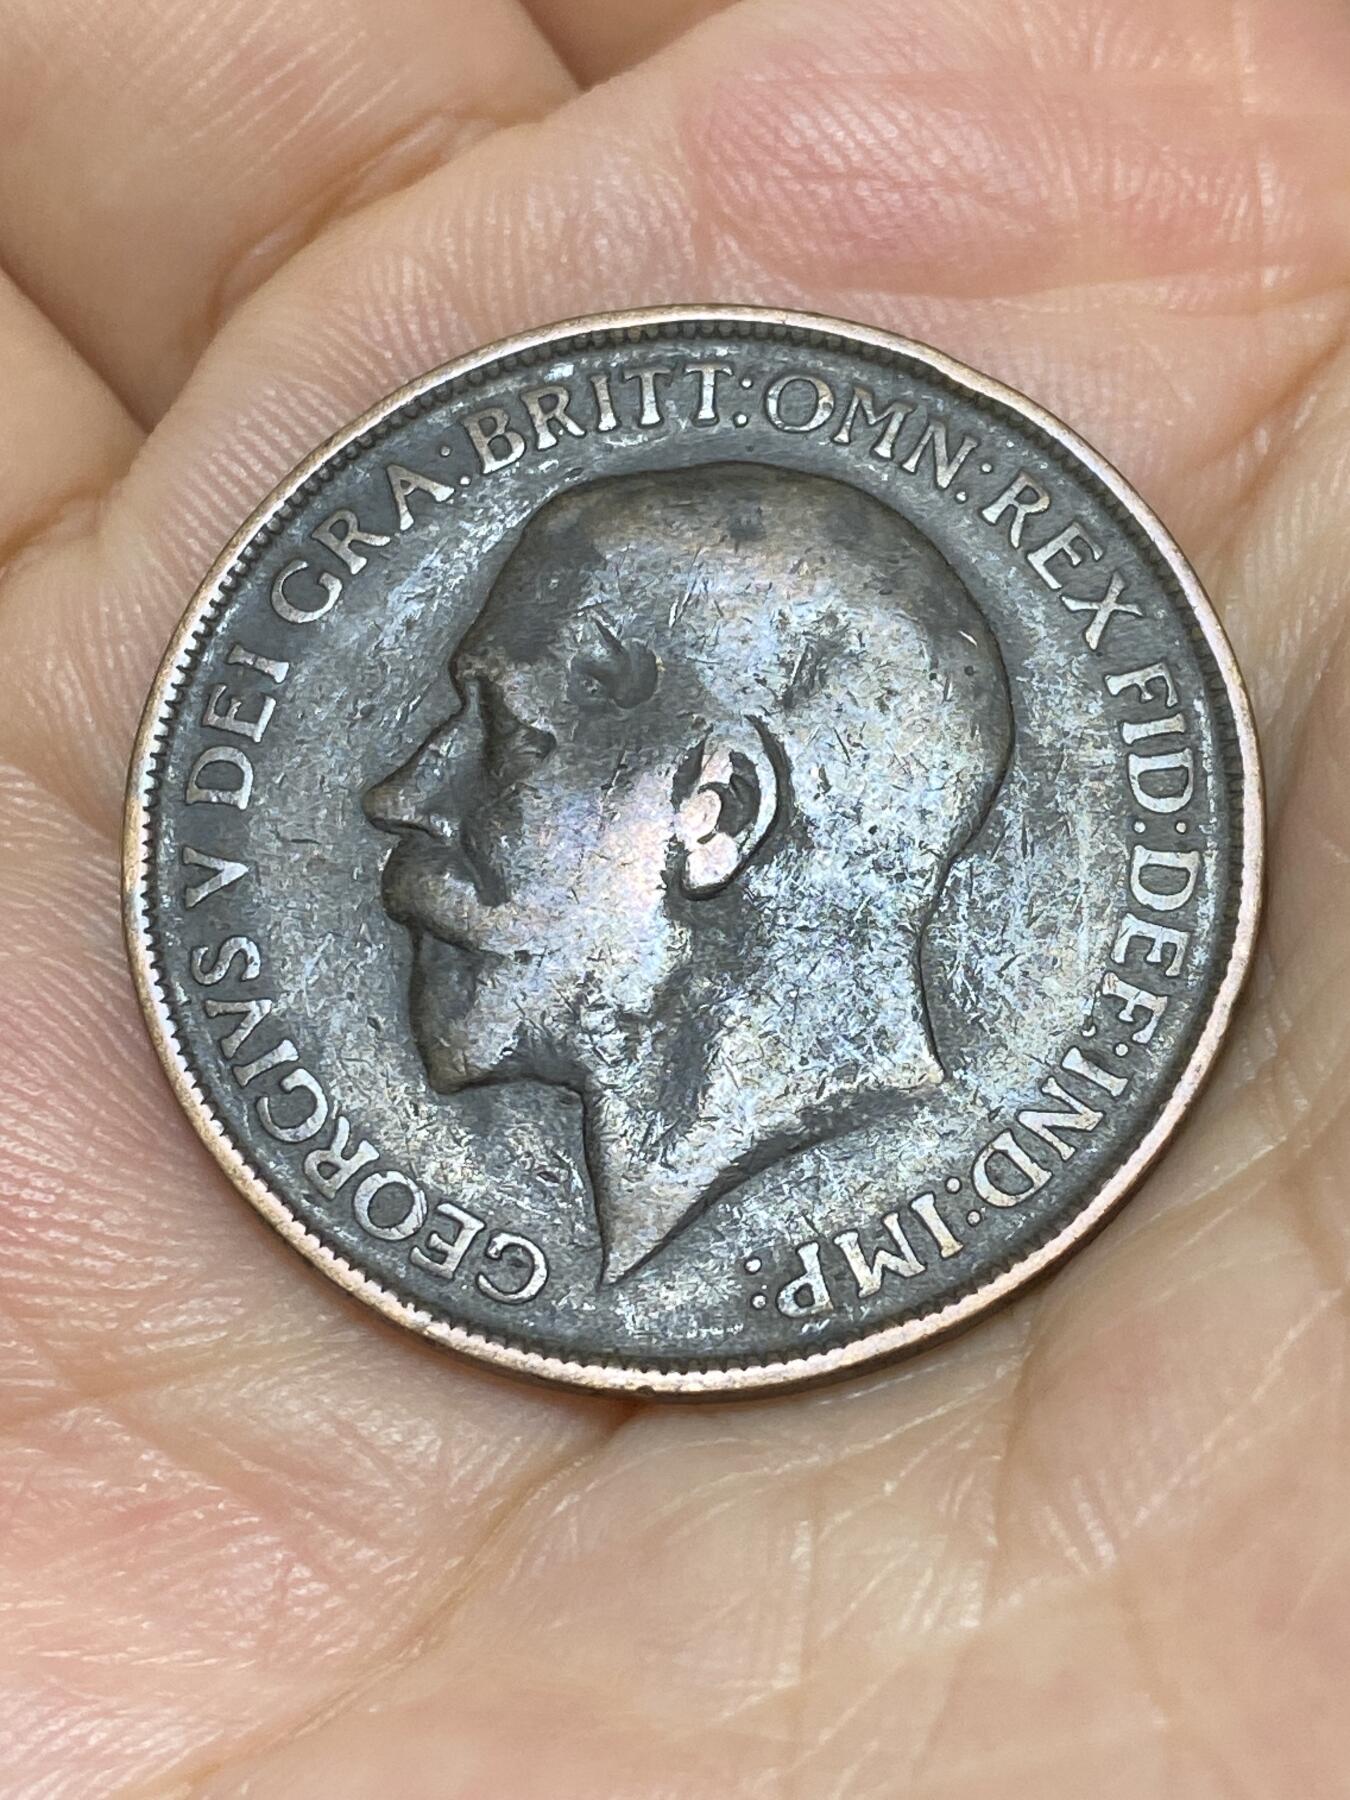 GEORGIVS V DEI GRA: BRITT: OMN: REX FID: DEF: IND: IMP: